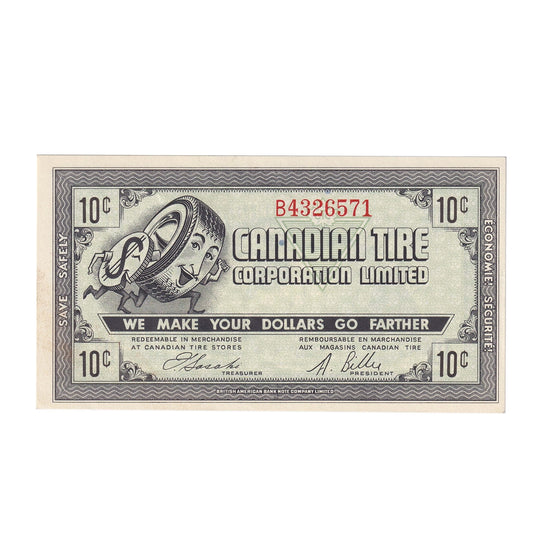 10¢
B4326571
10¢
CANADIAN TIRE
CORPORATION LIMITED
$
SAVE SAFELY
ÉCONOMIE SÉCURITÉ
WE MAKE YOUR DOLLARS GO FARTHER
REDEEMABLE IN MERCHANDISE
AT CANADIAN TIRE STORES
REMBOURSABLE EN MARCHANDISE
AUX MAGASINS CANADIAN TIRE
10¢
10¢
TREASURER
A. Billes
PRESIDENT
BRITISH AMERICAN BANK NOTE COMPANY LIMITED